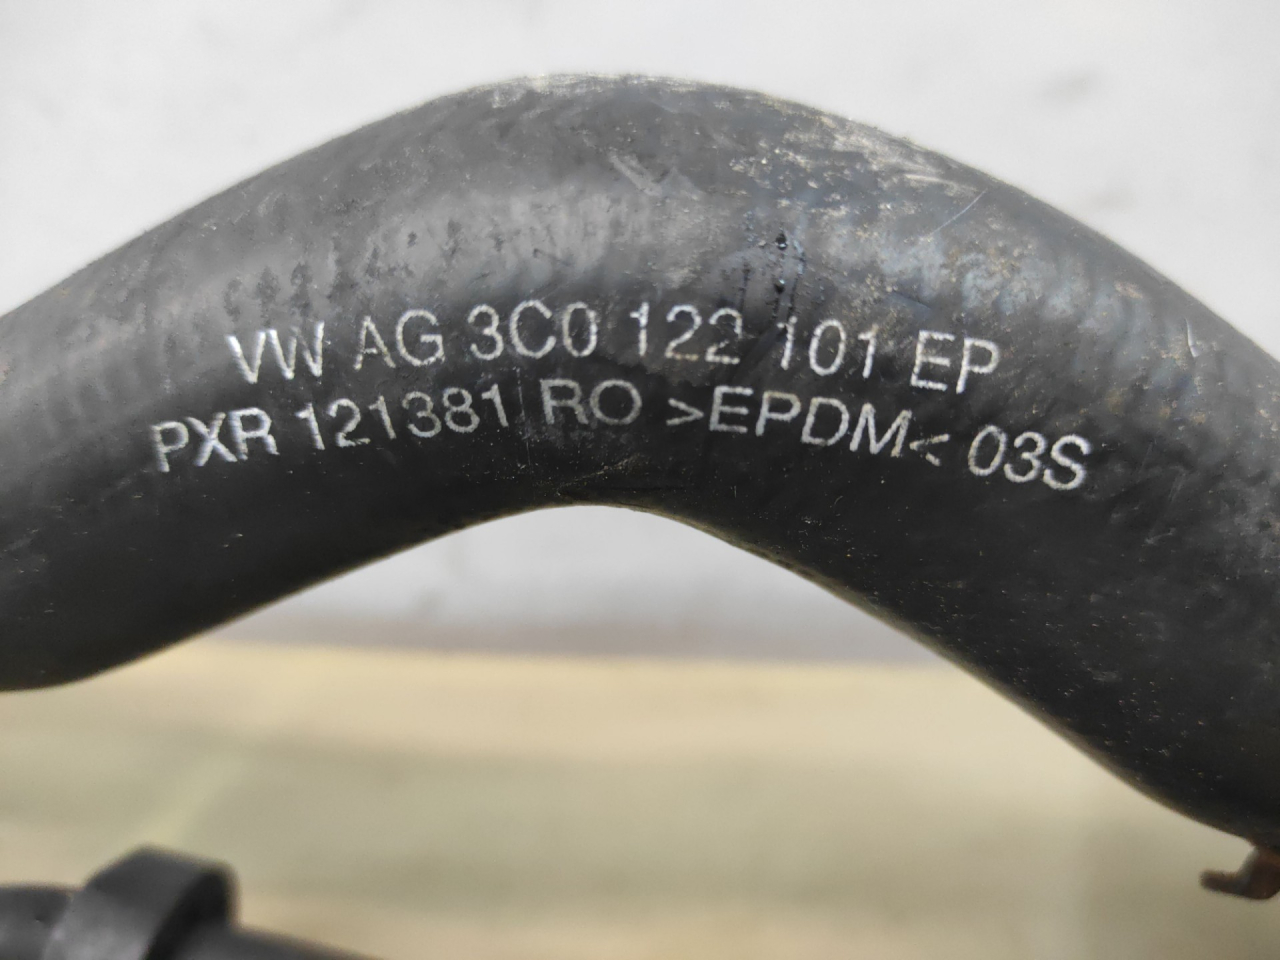 VW AG 3C0 122 101 EP
PXR 121381 RO >EPDM< 03S